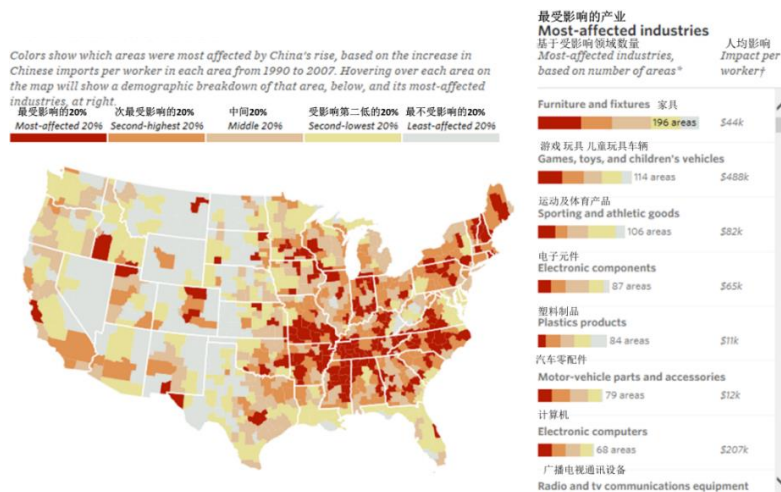 Colors show which areas were most affected by China's rise, based on the increase in
Chinese imports per worker in each area from 1990 to 2007. Hovering over each area on
the map will show a demographic breakdown of that area, below, and its most-affected
industries, at right.
最受影响的20% 次最受影响的20% 中间20% 受影响第二低的20% 最不受影响的20%
Most-affected 20% Second-highest 20% Middle 20% Second-lowest 20% Least-affected 20%
最受影响的产业
Most-affected industries
基于受影响领域数量 人均影响
Most-affected industries, Impact per
based on number of areas* worker†
Furniture and fixtures 家具
196 areas $44k
游戏 玩具 儿童玩具车辆
Games, toys, and children's vehicles
114 areas $488k
运动及体育产品
Sporting and athletic goods
106 areas $82k
电子元件
Electronic components
87 areas $65k
塑料制品
Plastics products
84 areas $11k
汽车零配件
Motor-vehicle parts and accessories
79 areas $12k
计算机
Electronic computers
68 areas $207k
广播电视通讯设备
Radio and tv communications equipment